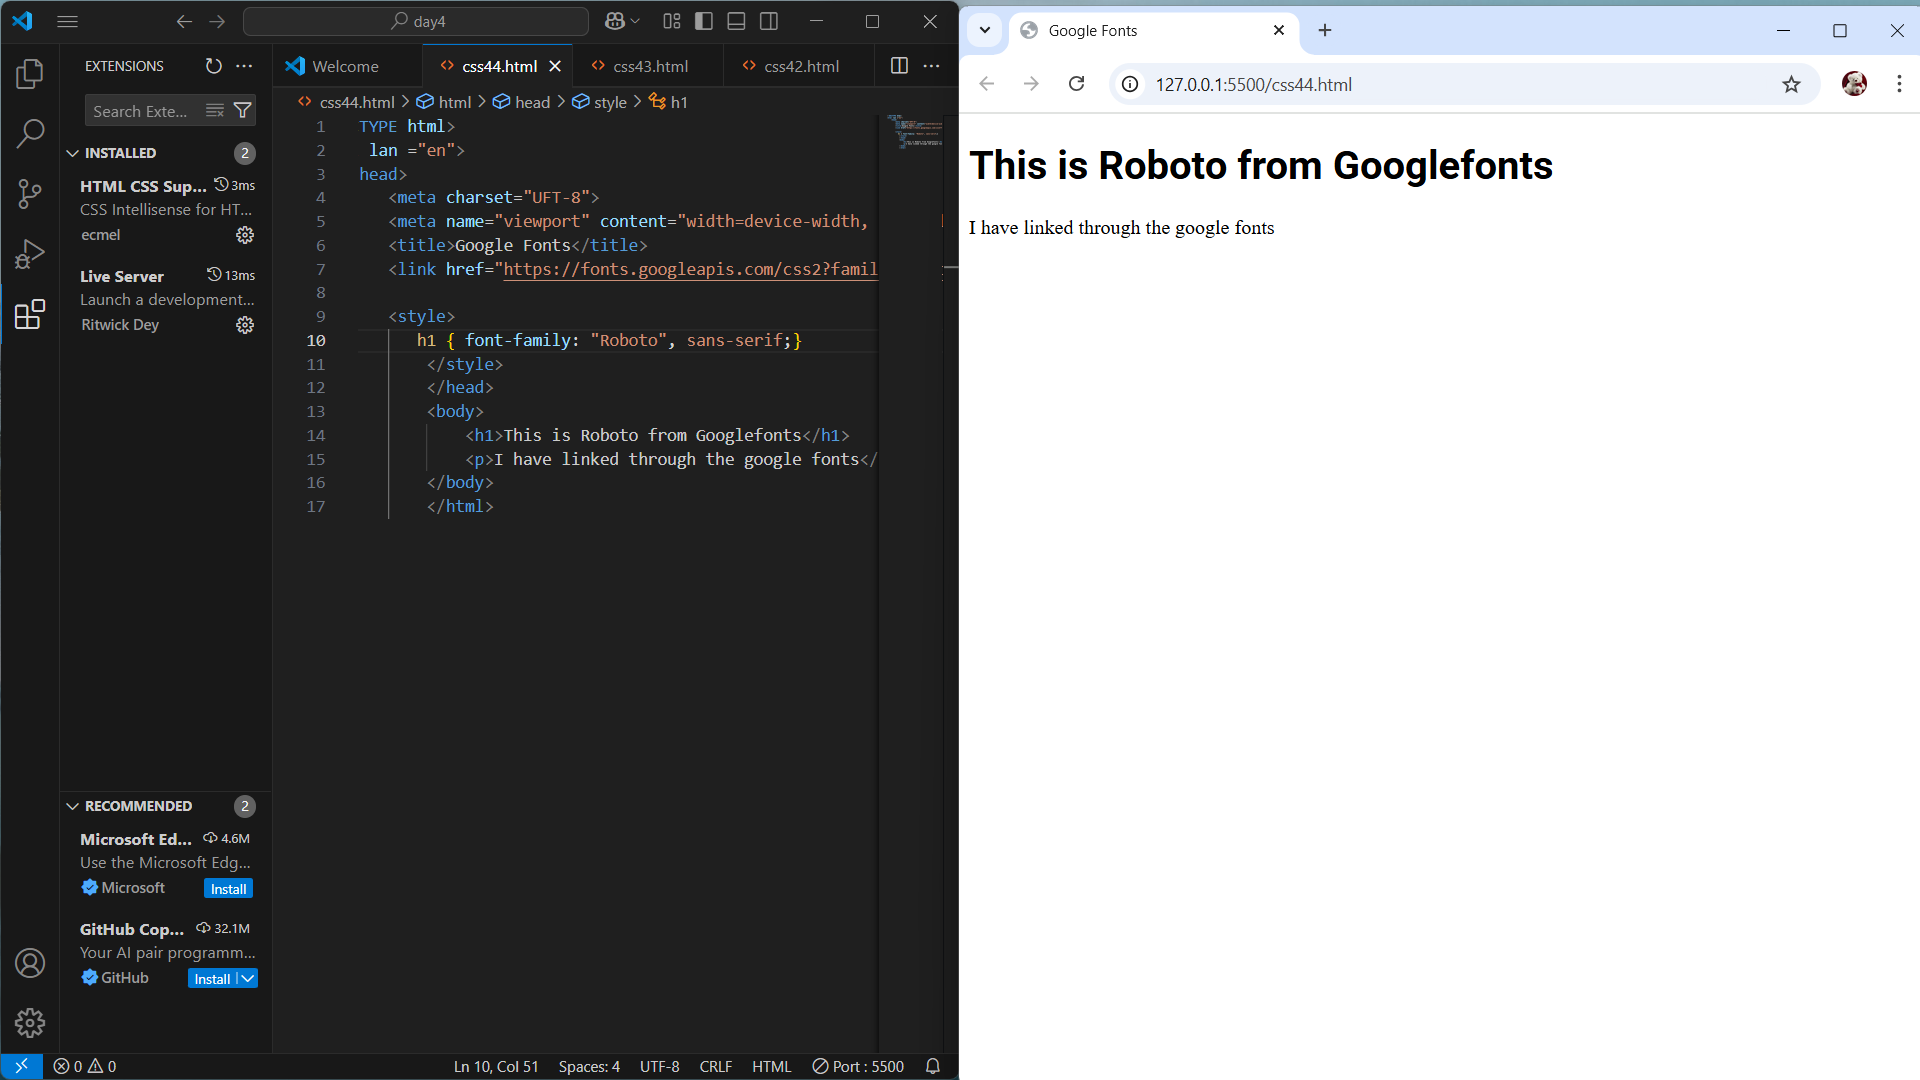 day4
EXTENSIONS
Search Exte...
INSTALLED 2
HTML CSS Sup... 3ms
CSS Intellisense for HT...
ecmel
Live Server 13ms
Launch a development...
Ritwick Dey
RECOMMENDED 2
Microsoft Ed... 4.6M
Use the Microsoft Edg...
Microsoft Install
GitHub Cop... 32.1M
Your AI pair programm...
GitHub Install
Welcome css44.html css43.html css42.html
css44.html > html > head > style > h1
1 TYPE html>
2 lan ="en">
3 head>
4 <meta charset="UFT-8">
5 <meta name="viewport" content="width=device-width,
6 <title>Google Fonts</title>
7 <link href="https://fonts.googleapis.com/css2?famil
8
9 <style>
10 h1 { font-family: "Roboto", sans-serif;}
11 </style>
12 </head>
13 <body>
14 <h1>This is Roboto from Googlefonts</h1>
15 <p>I have linked through the google fonts</
16 </body>
17 </html>
0 0 Ln 10, Col 51 Spaces: 4 UTF-8 CRLF HTML Port : 5500
Google Fonts
127.0.0.1:5500/css44.html
This is Roboto from Googlefonts
I have linked through the google fonts